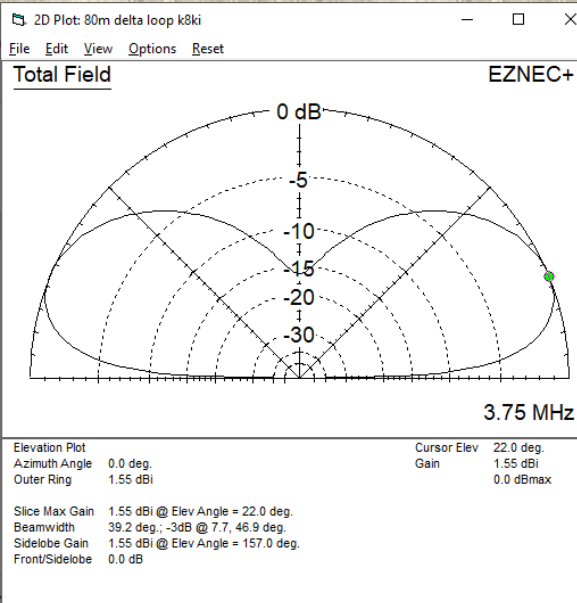 2D Plot: 80m delta loop k8ki
File Edit View Options Reset
Total Field EZNEC+
0 dB
-5
-10
-15
-20
-30
3.75 MHz
Elevation Plot Cursor Elev 22.0 deg.
Azimuth Angle 0.0 deg. Gain 1.55 dBi
Outer Ring 1.55 dBi 0.0 dBmax
Slice Max Gain 1.55 dBi @ Elev Angle = 22.0 deg.
Beamwidth 39.2 deg.; -3dB @ 7.7, 46.9 deg.
Sidelobe Gain 1.55 dBi @ Elev Angle = 157.0 deg.
Front/Sidelobe 0.0 dB